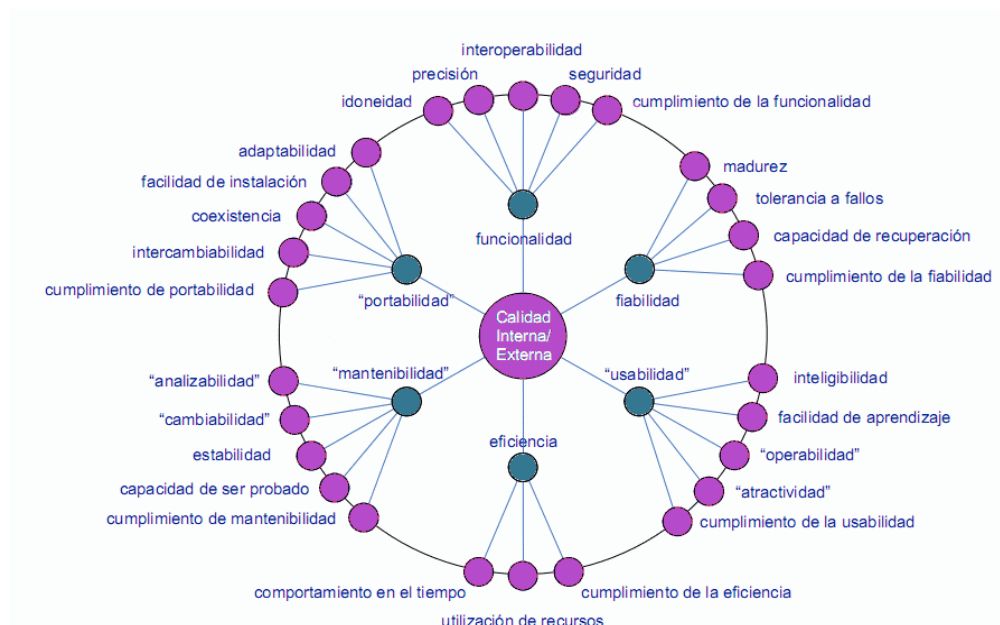 interoperabilidad
precisión
seguridad
idoneidad
cumplimiento de la funcionalidad
adaptabilidad
madurez
facilidad de instalación
tolerancia a fallos
coexistencia
capacidad de recuperación
funcionalidad
intercambiabilidad
cumplimiento de la fiabilidad
cumplimiento de portabilidad
“portabilidad”
fiabilidad
Calidad
Interna/
Externa
“mantenibilidad”
“usabilidad”
“analizabilidad”
inteligibilidad
“cambiabilidad”
facilidad de aprendizaje
eficiencia
estabilidad
“operabilidad”
capacidad de ser probado
“atractividad”
cumplimiento de mantenibilidad
cumplimiento de la usabilidad
comportamiento en el tiempo
cumplimiento de la eficiencia
utilización de recursos